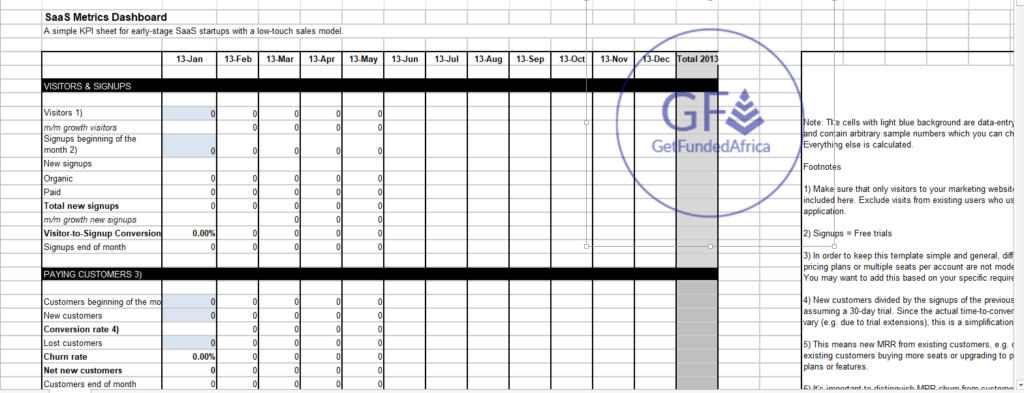 SaaS Metrics Dashboard
A simple KPI sheet for early-stage SaaS startups with a low-touch sales model.
13-Jan 13-Feb 13-Mar 13-Apr 13-May 13-Jun 13-Jul 13-Aug 13-Sep 13-Oct 13-Nov 13-Dec Total 2013
VISITORS & SIGNUPS
Visitors 1) 0 0 0 0 0
m/m growth visitors 0 0 0 0
Signups beginning of the
month 2) 0 0 0 0 0
New signups
Organic 0 0 0 0 0
Paid 0 0 0 0 0
Total new signups 0 0 0 0 0
m/m growth new signups 0 0 0
Visitor-to-Signup Conversion 0.00% 0 0 0 0
Signups end of month 0 0 0 0
PAYING CUSTOMERS 3)
Customers beginning of the mo 0 0 0 0 0
New customers 0 0 0 0 0
Conversion rate 4) 0 0 0 0
Lost customers 0 0 0 0 0
Churn rate 0.00% 0 0 0 0
Net new customers 0 0 0 0 0
Customers end of month 0 0 0 0 0
GF
GetFundedAfrica
Note: The cells with light blue background are data-entry
and contain arbitrary sample numbers which you can ch
Everything else is calculated.
Footnotes
1) Make sure that only visitors to your marketing websit
included here. Exclude visits from existing users who us
application.
2) Signups = Free trials
3) In order to keep this template simple and general, diff
pricing plans or multiple seats per account are not mode
You may want to add this based on your specific require
4) New customers divided by the signups of the previous
assuming a 30-day trial. Since the actual time-to-conver
vary (e.g. due to trial extensions), this is a simplification
5) This means new MRR from existing customers, e.g.
existing customers buying more seats or upgrading to p
plans or features.
6) It's important to distinguish MRR churn from custome